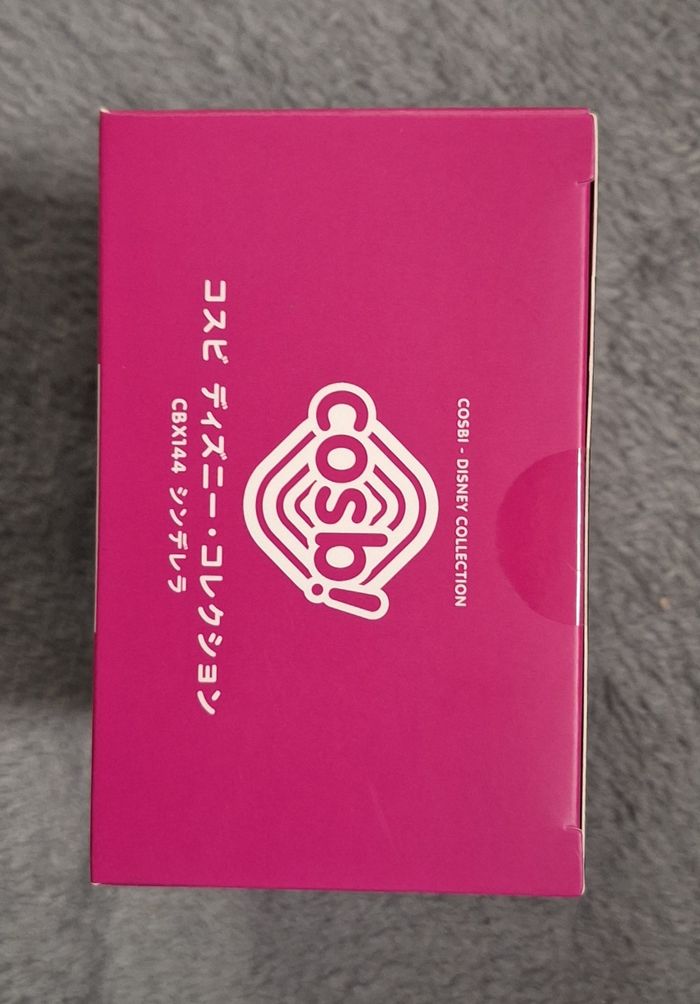 COSBI - DISNEY COLLECTION
cosbi
コスビ ディズニー・コレクション
CBX144 シンデレラ